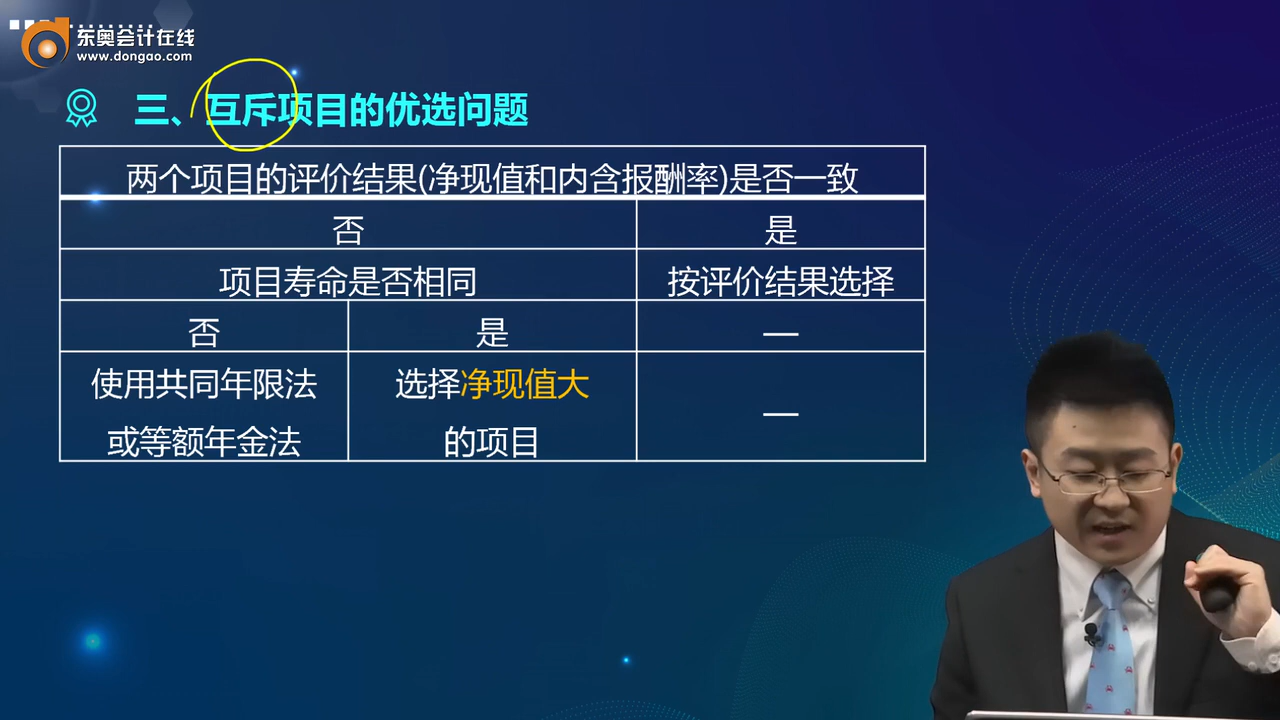 东奥会计在线
www.dongao.com
三、互斥项目的优选问题
两个项目的评价结果(净现值和内含报酬率)是否一致
否
是
项目寿命是否相同
按评价结果选择
否
是
—
使用共同年限法
或等额年金法
选择净现值大
的项目
—